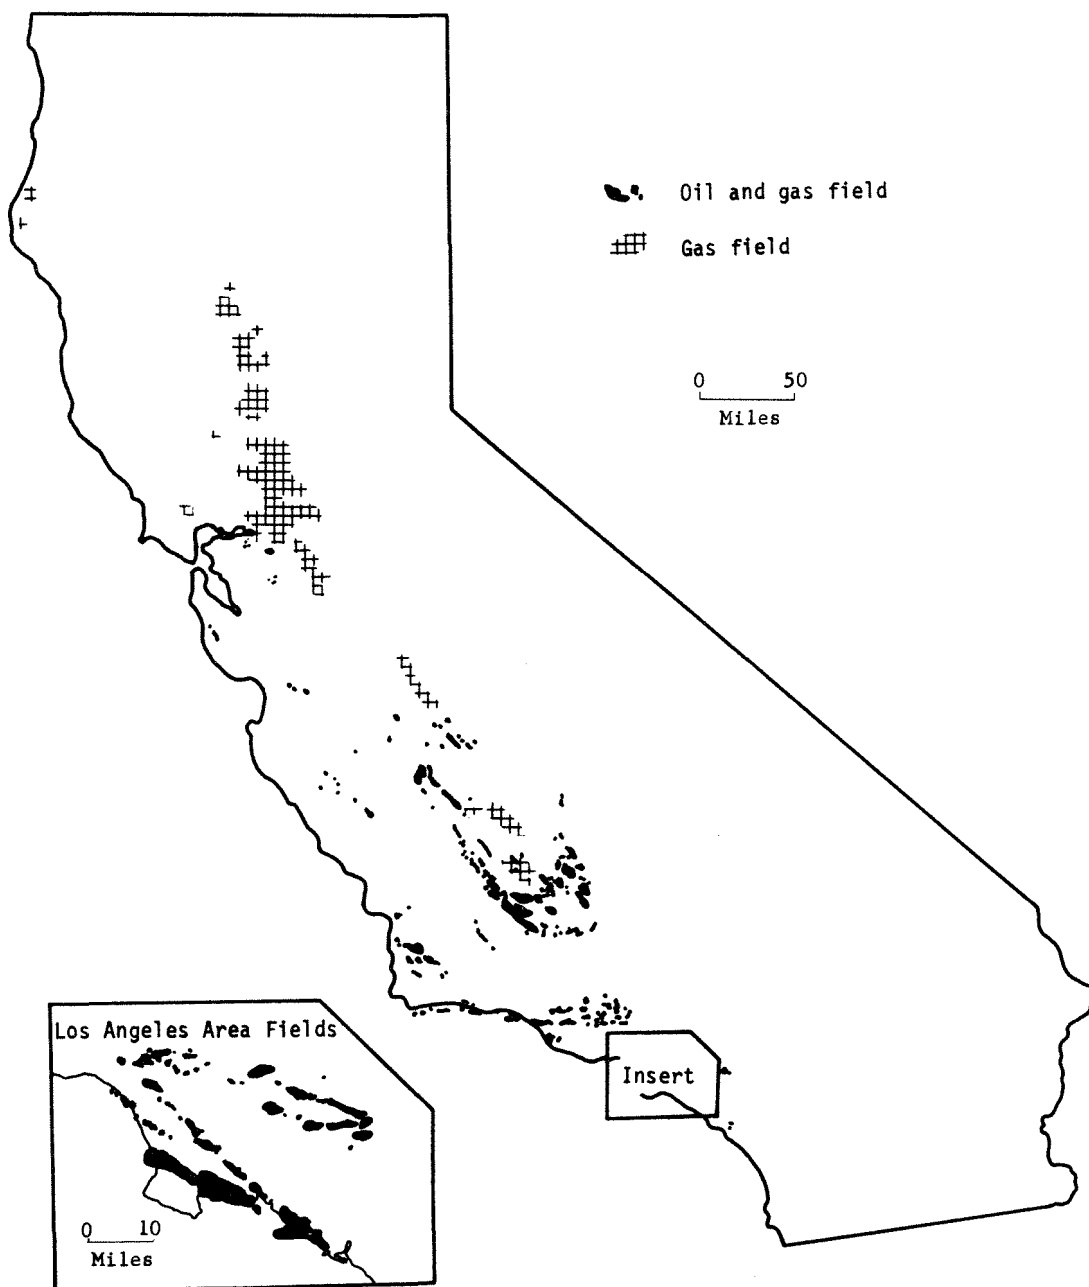 Oil and gas field
Gas field
0 50
Miles
Los Angeles Area Fields
Insert
0 10
Miles